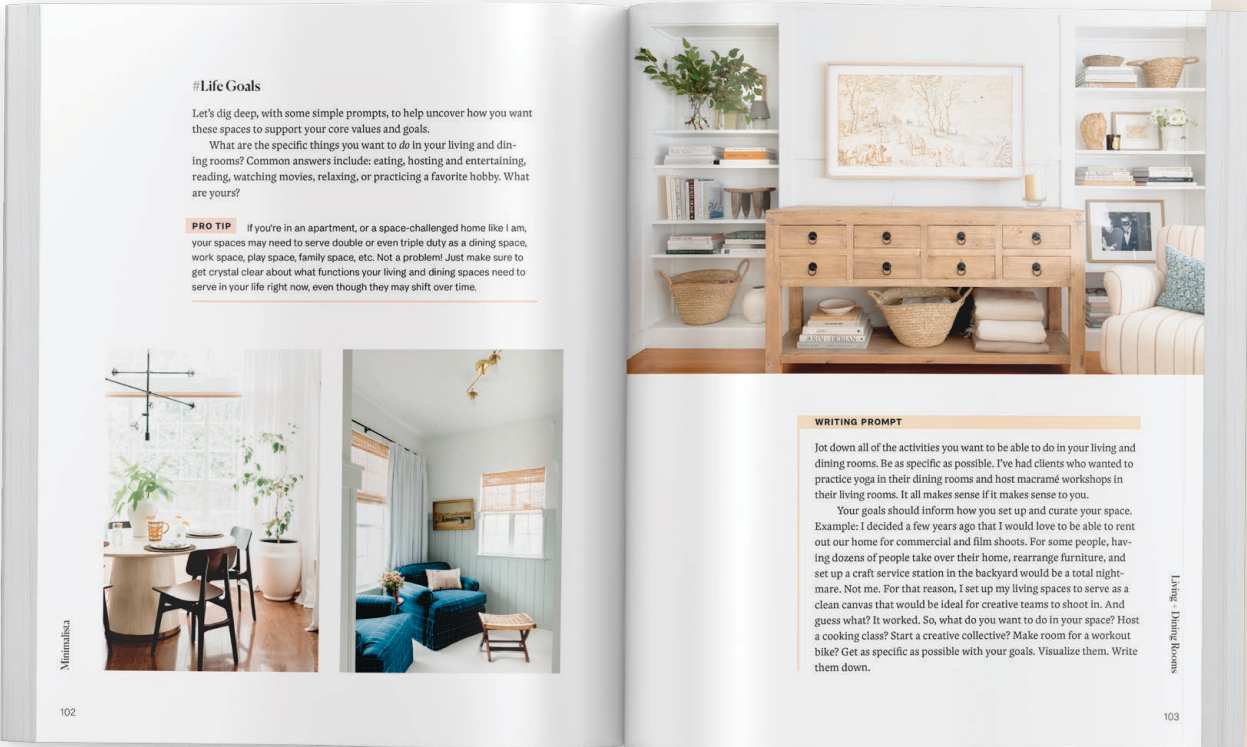 #Life Goals
Let's dig deep, with some simple prompts, to help uncover how you want
these spaces to support your core values and goals.
What are the specific things you want to do in your living and din-
ing rooms? Common answers include: eating, hosting and entertaining,
reading, watching movies, relaxing, or practicing a favorite hobby. What
are yours?
PRO TIP If you're in an apartment, or a space-challenged home like I am,
your spaces may need to serve double or even triple duty as a dining space,
work space, play space, family space, etc. Not a problem! Just make sure to
get crystal clear about what functions your living and dining spaces need to
serve in your life right now, even though they may shift over time.
Minimalista
102
WRITING PROMPT
Jot down all of the activities you want to be able to do in your living and
dining rooms. Be as specific as possible. I've had clients who wanted to
practice yoga in their dining rooms and host macramé workshops in
their living rooms. It all makes sense if it makes sense to you.
Your goals should inform how you set up and curate your space.
Example: I decided a few years ago that I would love to be able to rent
out our home for commercial and film shoots. For some people, hav-
ing dozens of people take over their home, rearrange furniture, and
set up a craft service station in the backyard would be a total night-
mare. Not me. For that reason, I set up my living spaces to serve as a
clean canvas that would be ideal for creative teams to shoot in. And
guess what? It worked. So, what do you want to do in your space? Host
a cooking class? Start a creative collective? Make room for a workout
bike? Get as specific as possible with your goals. Visualize them. Write
them down.
Living + Dining Rooms
103